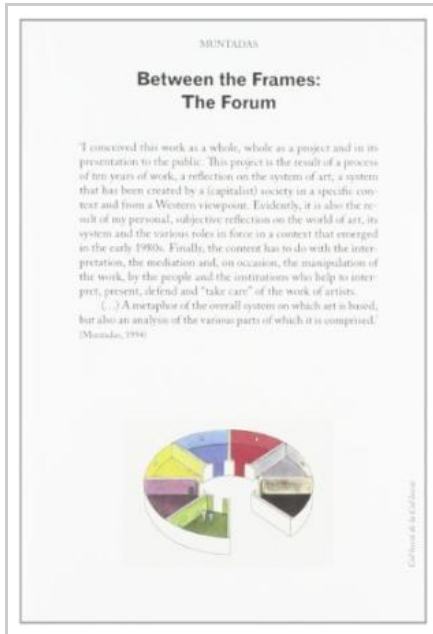 MUNTADAS
Between the Frames:
The Forum
'I conceived this work as a whole, whole as a project and in its
presentation to the public. This project is the result of a process
of ten years of work, a reflection on the system of art, a system
that has been created by a (capitalist) society in a specific con-
text and from a Western viewpoint. Evidently, it is also the re-
sult of my personal, subjective reflection on the world of art, its
system and the various roles in force in a context that emerged
in the early 1980s. Finally, the content has to do with the inter-
pretation, the mediation and, on occasion, the manipulation of
the work, by the people and the institutions who help to inter-
pret, present, defend and "take care" of the work of artists.
(…) A metaphor of the overall system on which art is based,
but also an analysis of the various parts of which it is comprised.'
(Muntadas, 1994)